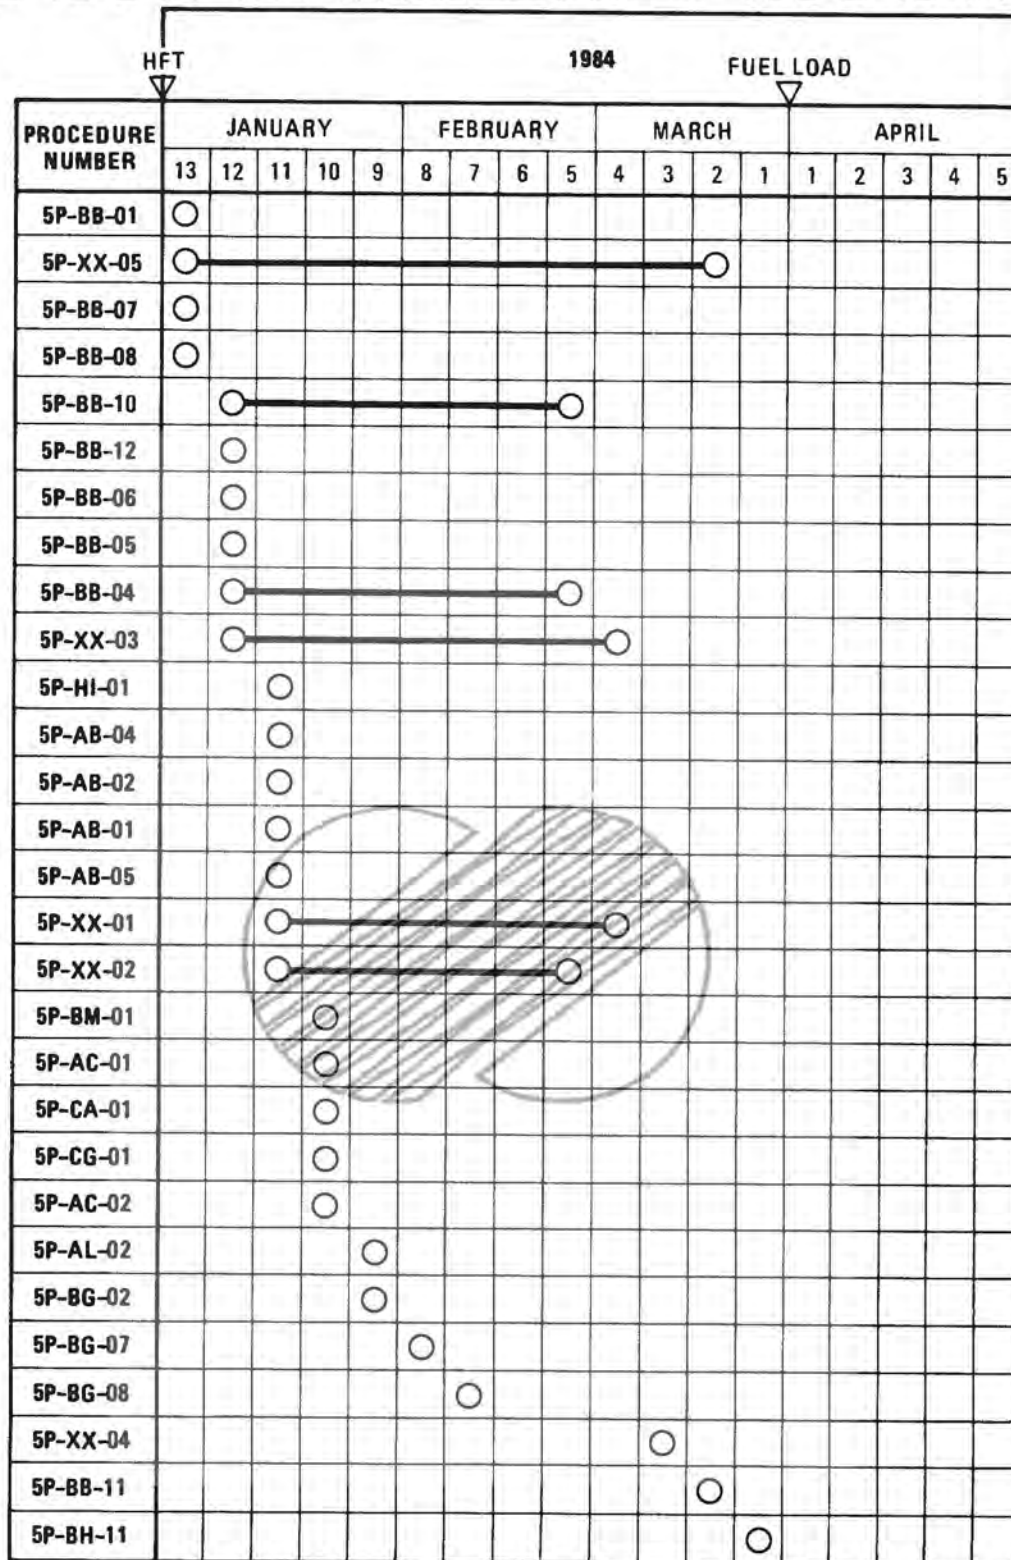 1984
HFT
FUEL LOAD
PROCEDURE NUMBER
JANUARY FEBRUARY MARCH APRIL
13 12 11 10 9 8 7 6 5 4 3 2 1 1 2 3 4 5
5P-BB-01
5P-XX-05
5P-BB-07
5P-BB-08
5P-BB-10
5P-BB-12
5P-BB-06
5P-BB-05
5P-BB-04
5P-XX-03
5P-HI-01
5P-AB-04
5P-AB-02
5P-AB-01
5P-AB-05
5P-XX-01
5P-XX-02
5P-BM-01
5P-AC-01
5P-CA-01
5P-CG-01
5P-AC-02
5P-AL-02
5P-BG-02
5P-BG-07
5P-BG-08
5P-XX-04
5P-BB-11
5P-BH-11